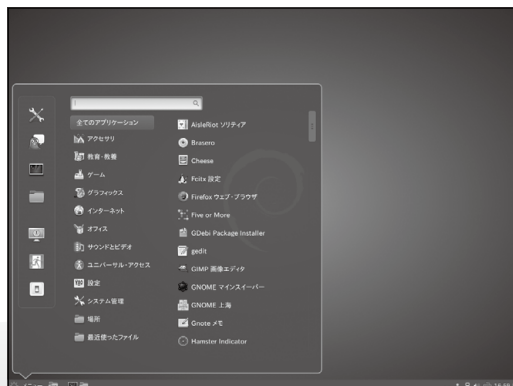 全てのアプリケーション
アクセサリ
教育・教養
ゲーム
グラフィックス
インターネット
オフィス
サウンドとビデオ
ユニバーサル・アクセス
設定
システム管理
場所
最近使ったファイル
AisleRiot ソリティア
Brasero
Cheese
Fcitx 設定
Firefox ウェブ・ブラウザ
Five or More
GDebi Package Installer
gedit
GIMP 画像エディタ
GNOME マインスイーパー
GNOME 上海
Gnote メモ
Hamster Indicator
メニュー